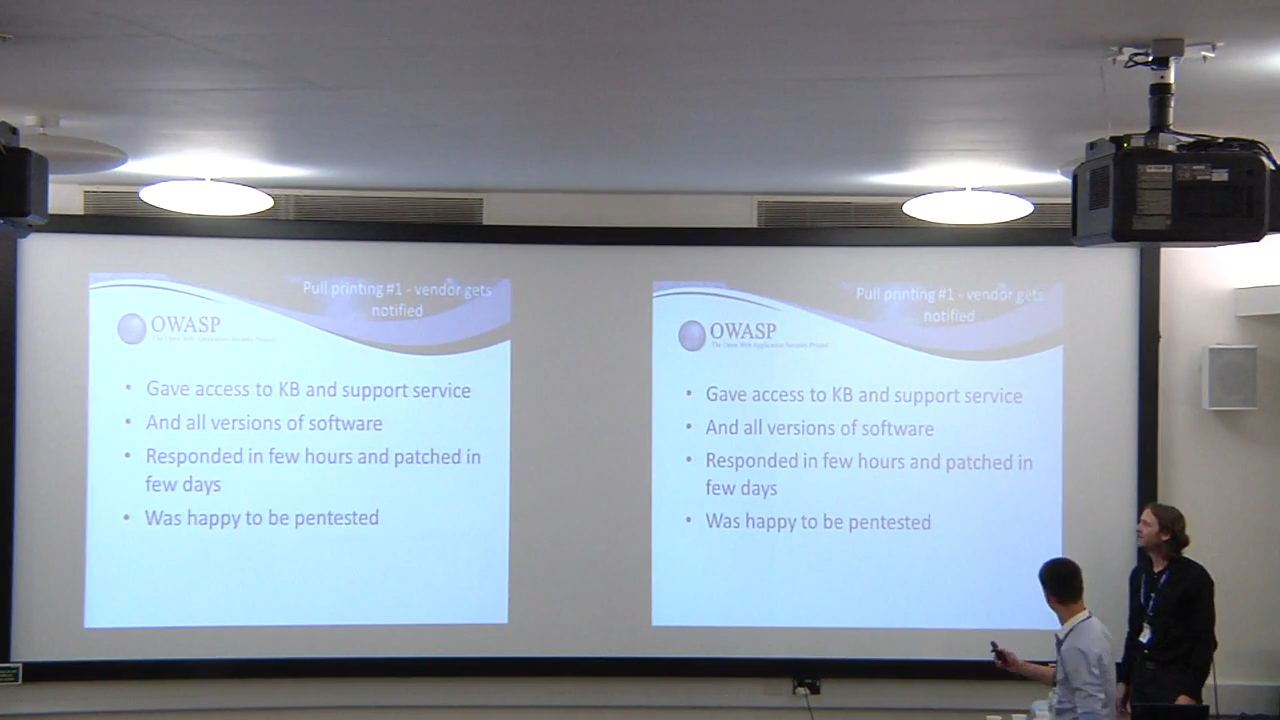 Pull printing #1 - vendor gets
notified
OWASP
The Open Web Application Security Project
• Gave access to KB and support service
• And all versions of software
• Responded in few hours and patched in
few days
• Was happy to be pentested
Pull printing #1 - vendor gets
notified
OWASP
The Open Web Application Security Project
• Gave access to KB and support service
• And all versions of software
• Responded in few hours and patched in
few days
• Was happy to be pentested